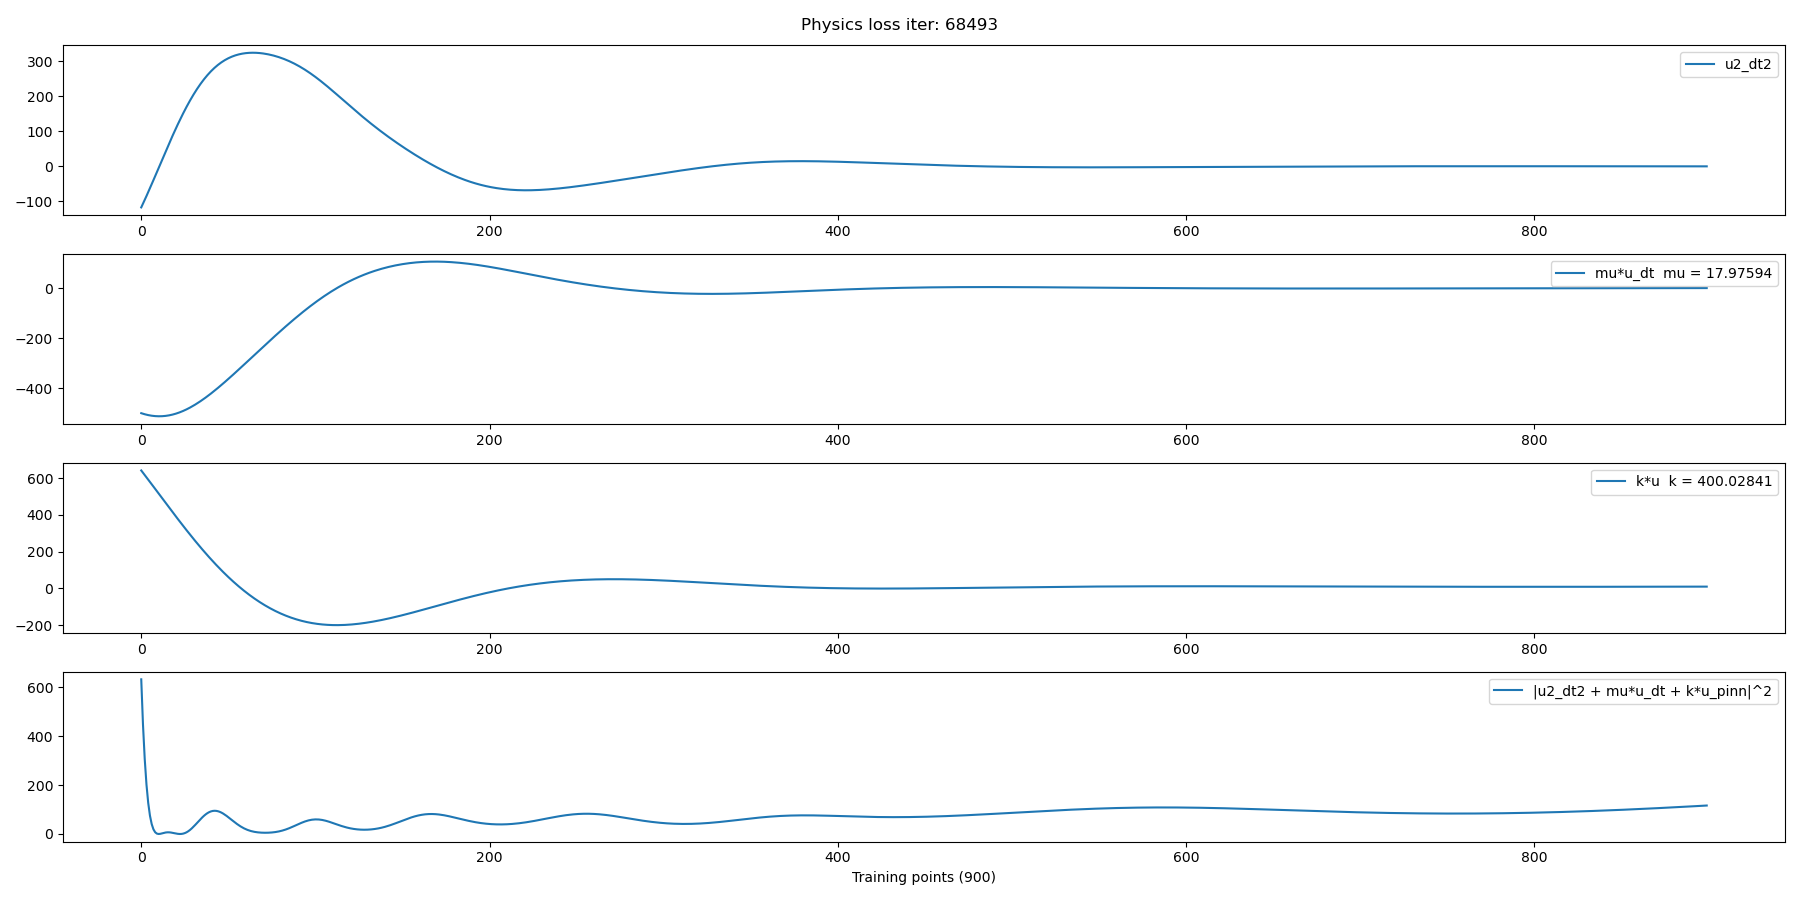 Physics loss iter: 68493
300
200
100
0
−100
u2_dt2
0 200 400 600 800
0
−200
−400
mu*u_dt  mu = 17.97594
0 200 400 600 800
600
400
200
0
−200
k*u  k = 400.02841
0 200 400 600 800
600
400
200
0
|u2_dt2 + mu*u_dt + k*u_pinn|^2
0 200 400 600 800
Training points (900)